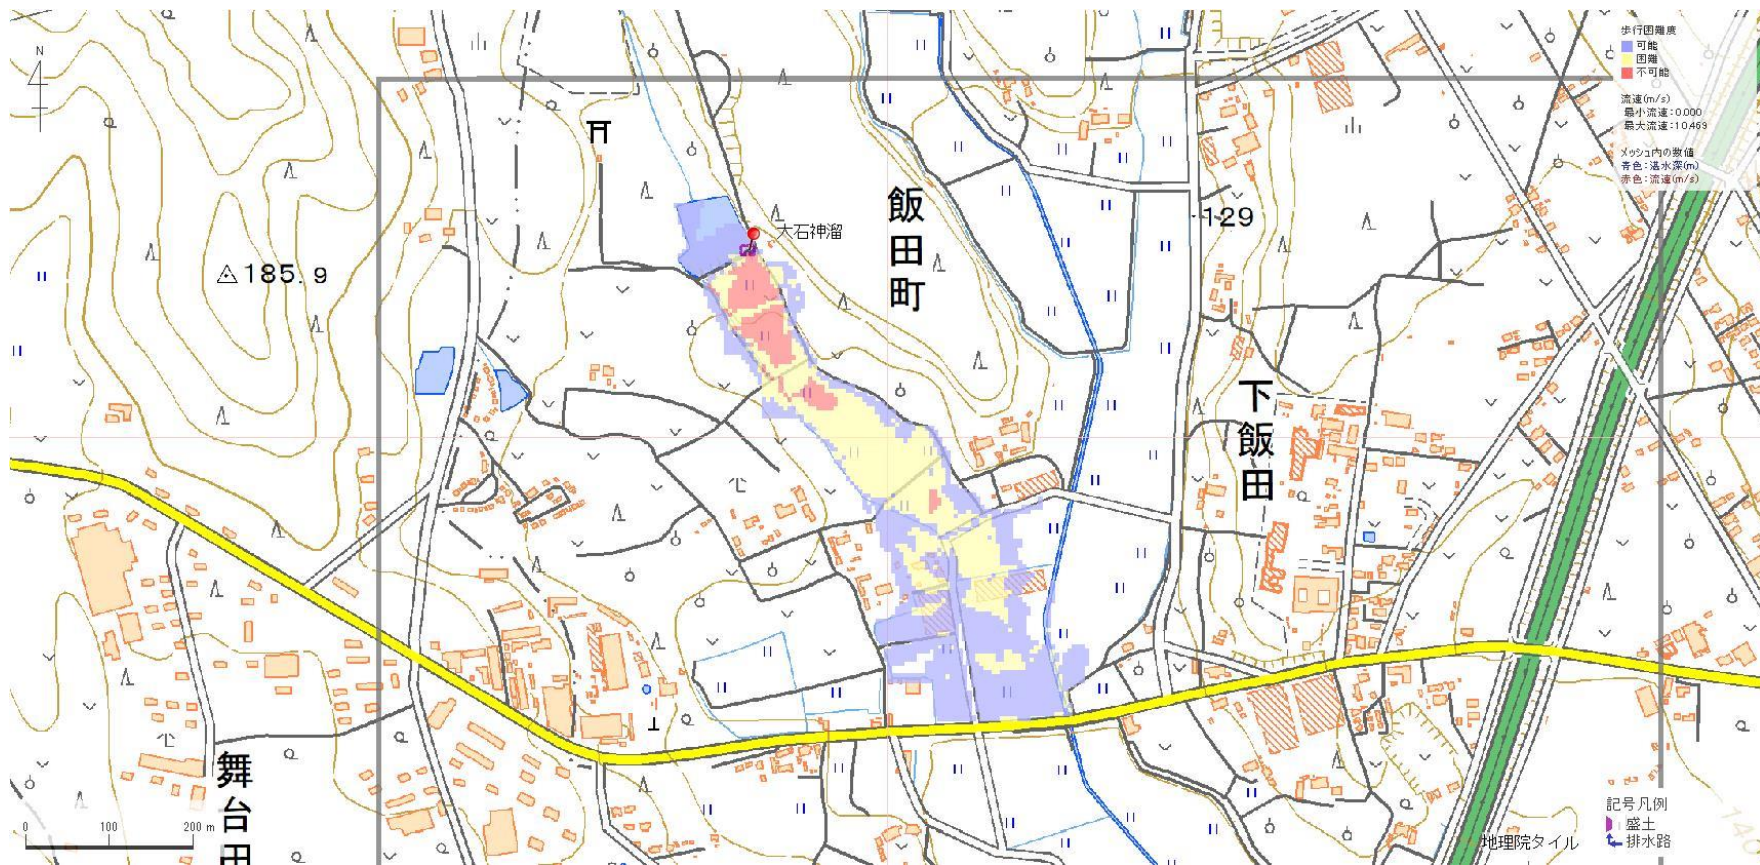 N
歩行困難度
可能
困難
不可能
流速(m/s)
最小流速:0.000
最大流速:10.469
メッシュ内の数値
青色:湛水深(m)
赤色:流速(m/s)
大石神溜
飯田町
129
185.9
下飯田
舞台田
0 100 200 m
記号凡例
盛土
排水路
地理院タイル